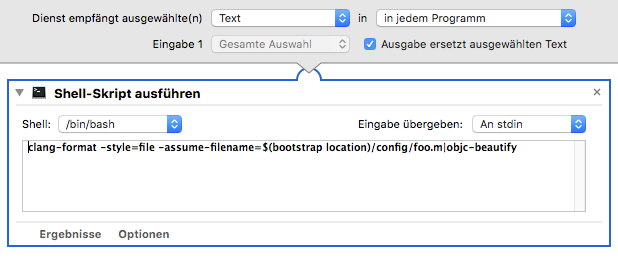 Dienst empfängt ausgewählte(n) Text in in jedem Programm
Eingabe 1 Gesamte Auswahl Ausgabe ersetzt ausgewählten Text
Shell-Skript ausführen
Shell: /bin/bash Eingabe übergeben: An stdin
clang-format -style=file -assume-filename=$(bootstrap location)/config/foo.m|objc-beautify
Ergebnisse Optionen